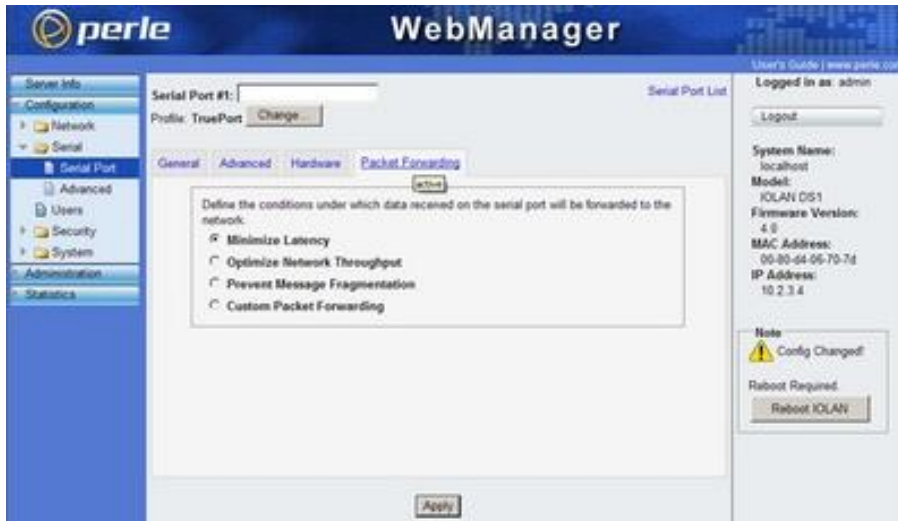 perle
WebManager
User's Guide | www.perle.com
Server Info
Configuration
Network
Serial
Serial Port
Advanced
Users
Security
System
Administration
Statistics
Serial Port #1:
Serial Port List
Profile: TruePort Change...
General Advanced Hardware Packet Forwarding
active
Define the conditions under which data received on the serial port will be forwarded to the
network.
Minimize Latency
Optimize Network Throughput
Prevent Message Fragmentation
Custom Packet Forwarding
Apply
Logged in as: admin
Logout
System Name:
localhost
Model:
IOLAN DS1
Firmware Version:
4.0
MAC Address:
00-80-d4-06-70-7d
IP Address:
10.2.3.4
Note
Config Changed!
Reboot Required.
Reboot IOLAN